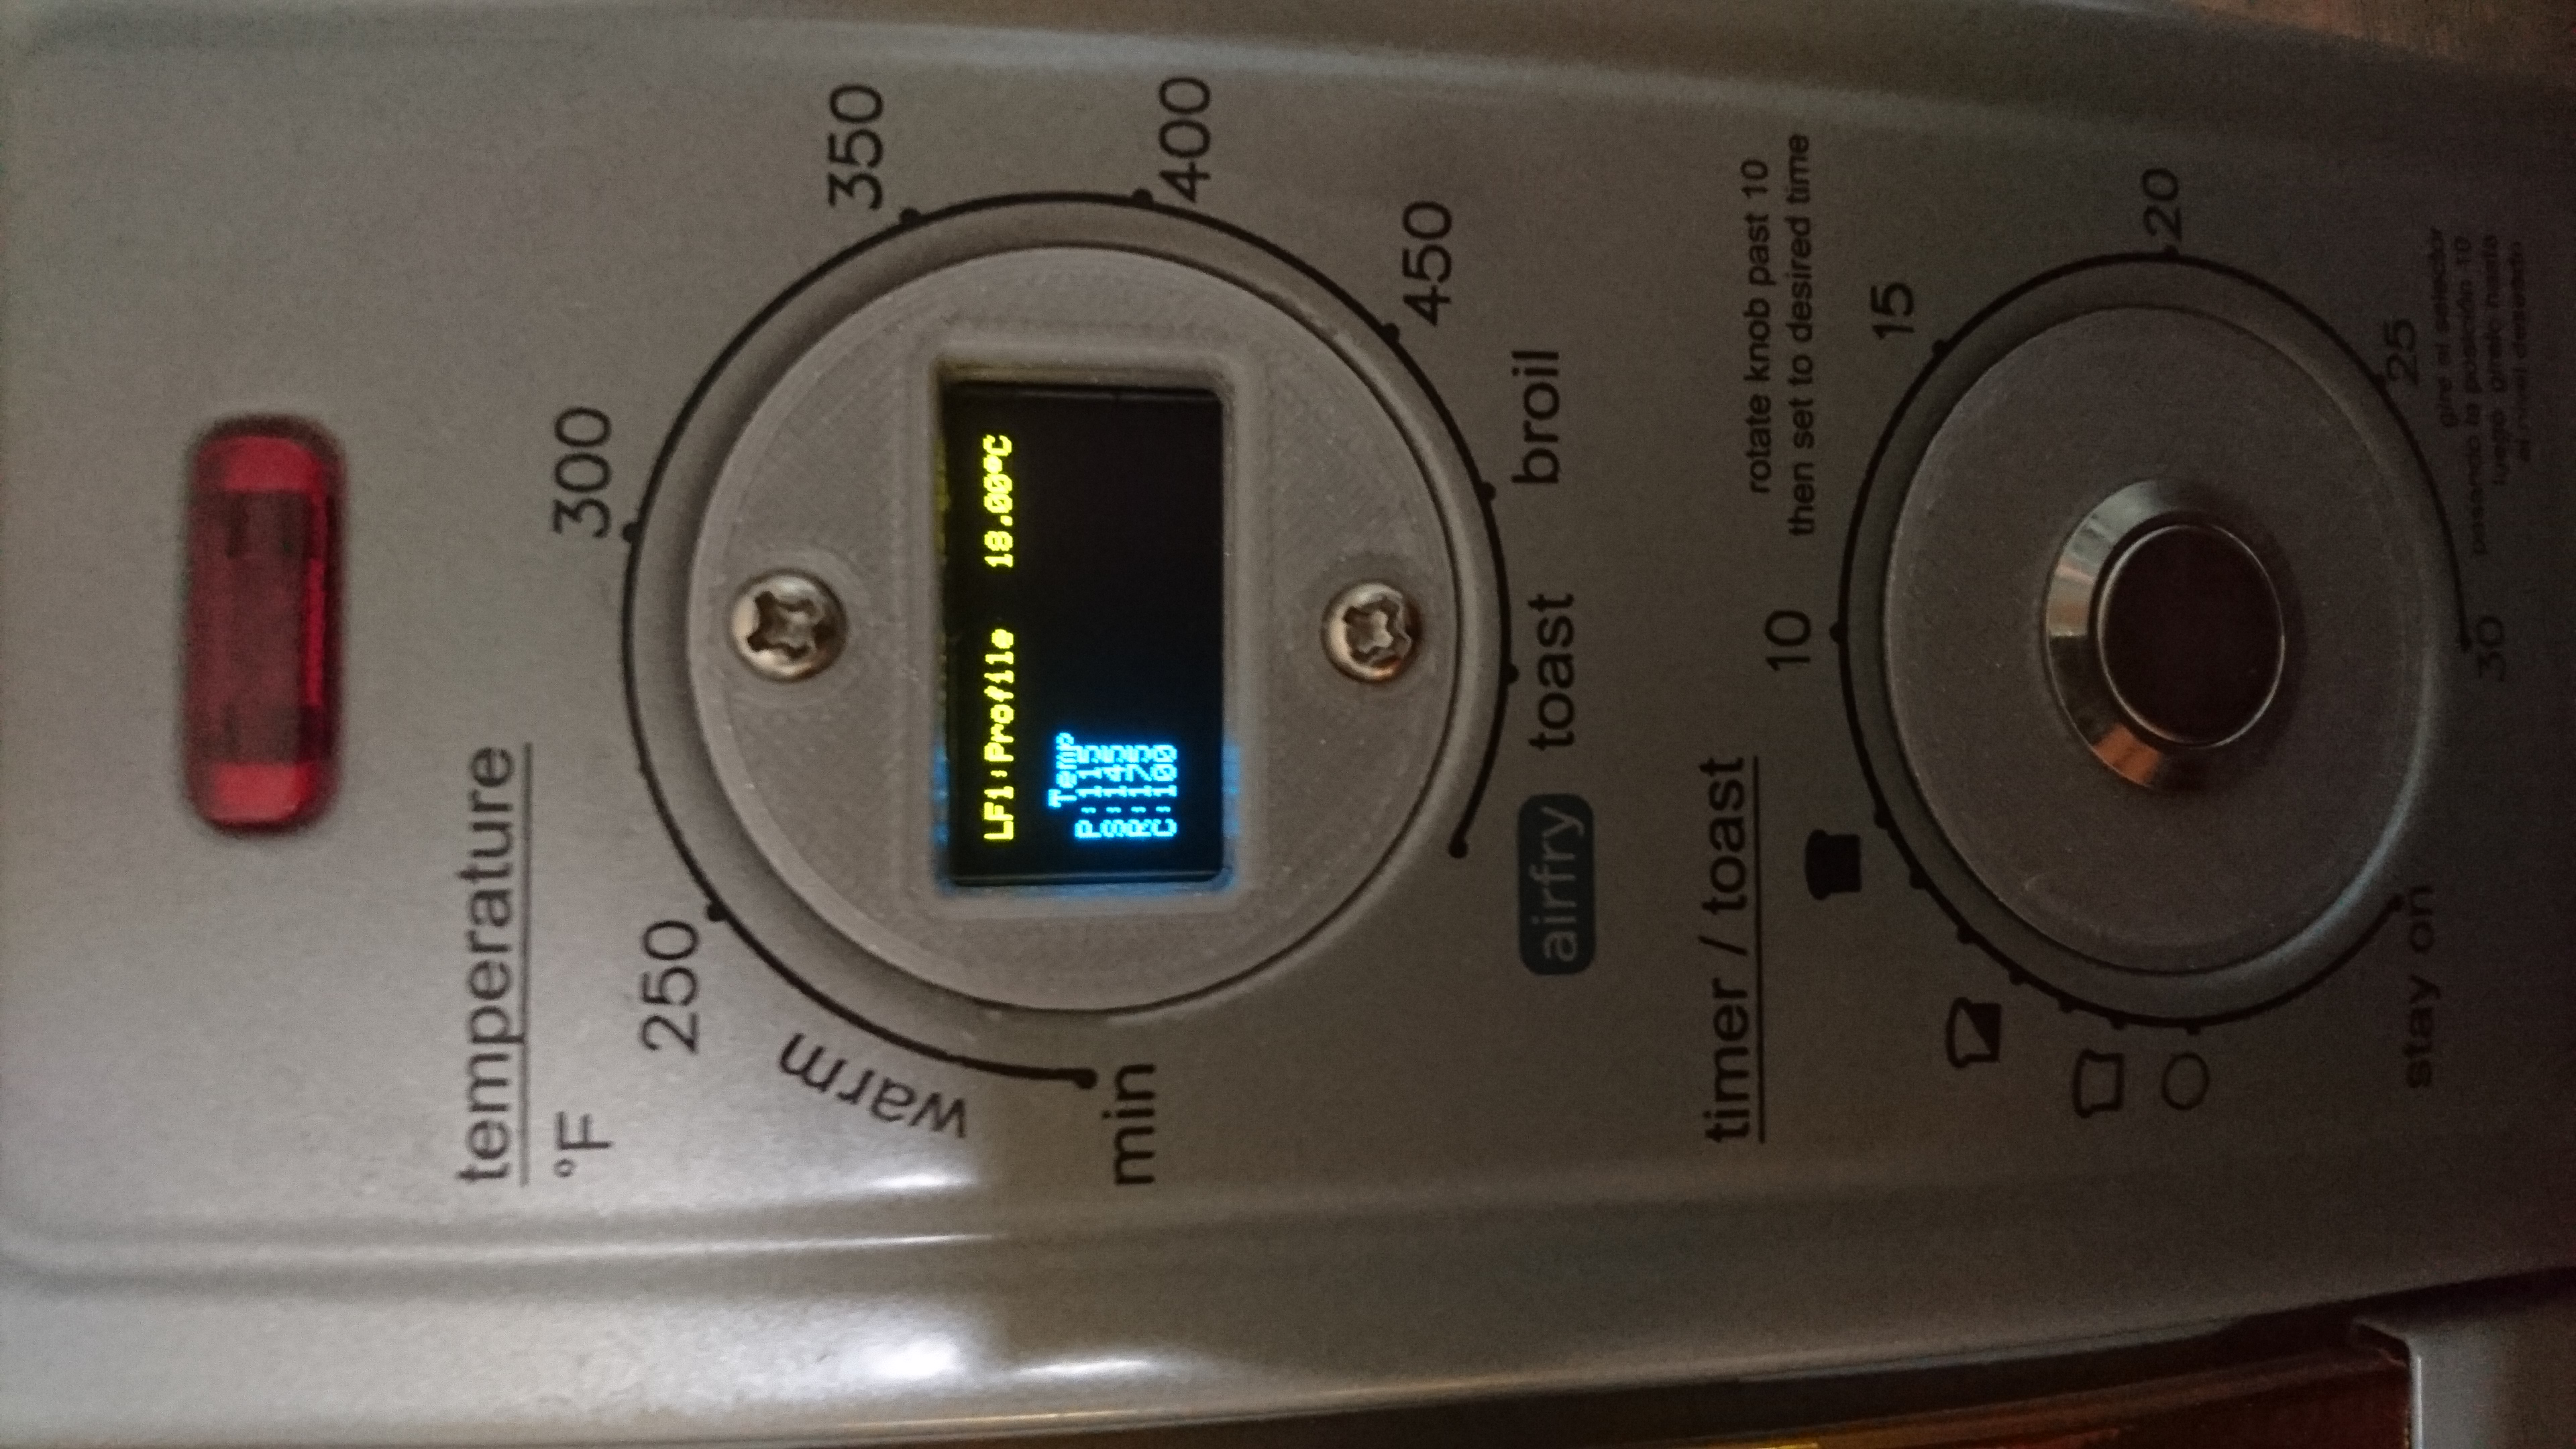 temperature
°F
300
250
350
warm
LF1:Profile 18.00°C
Temp
P:115
S:145
R:175
C:100
min
400
450
airfry toast broil
timer / toast
rotate knob past 10
then set to desired time
10
15
20
stay on
25
30
gire el selector
pasando la posición 10
luego gírelo hasta
el nivel deseado